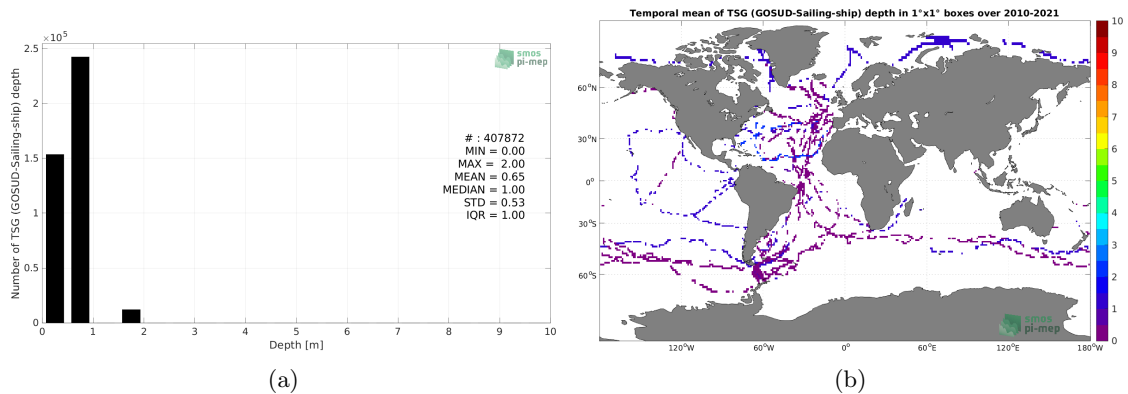 2.5
×10⁵
2
1.5
1
0.5
0
Number of TSG (GOSUD-Sailing-ship) depth
smos
pi-mep
# : 407872
MIN = 0.00
MAX = 2.00
MEAN = 0.65
MEDIAN = 1.00
STD = 0.53
IQR = 1.00
0 1 2 3 4 5 6 7 8 9 10
Depth [m]
(a)
Temporal mean of TSG (GOSUD-Sailing-ship) depth in 1°x1° boxes over 2010-2021
60°N
30°N
0°
30°S
60°S
120°W 60°W 0° 60°E 120°E 180°W
smos
pi-mep
10
9
8
7
6
5
4
3
2
1
0
(b)